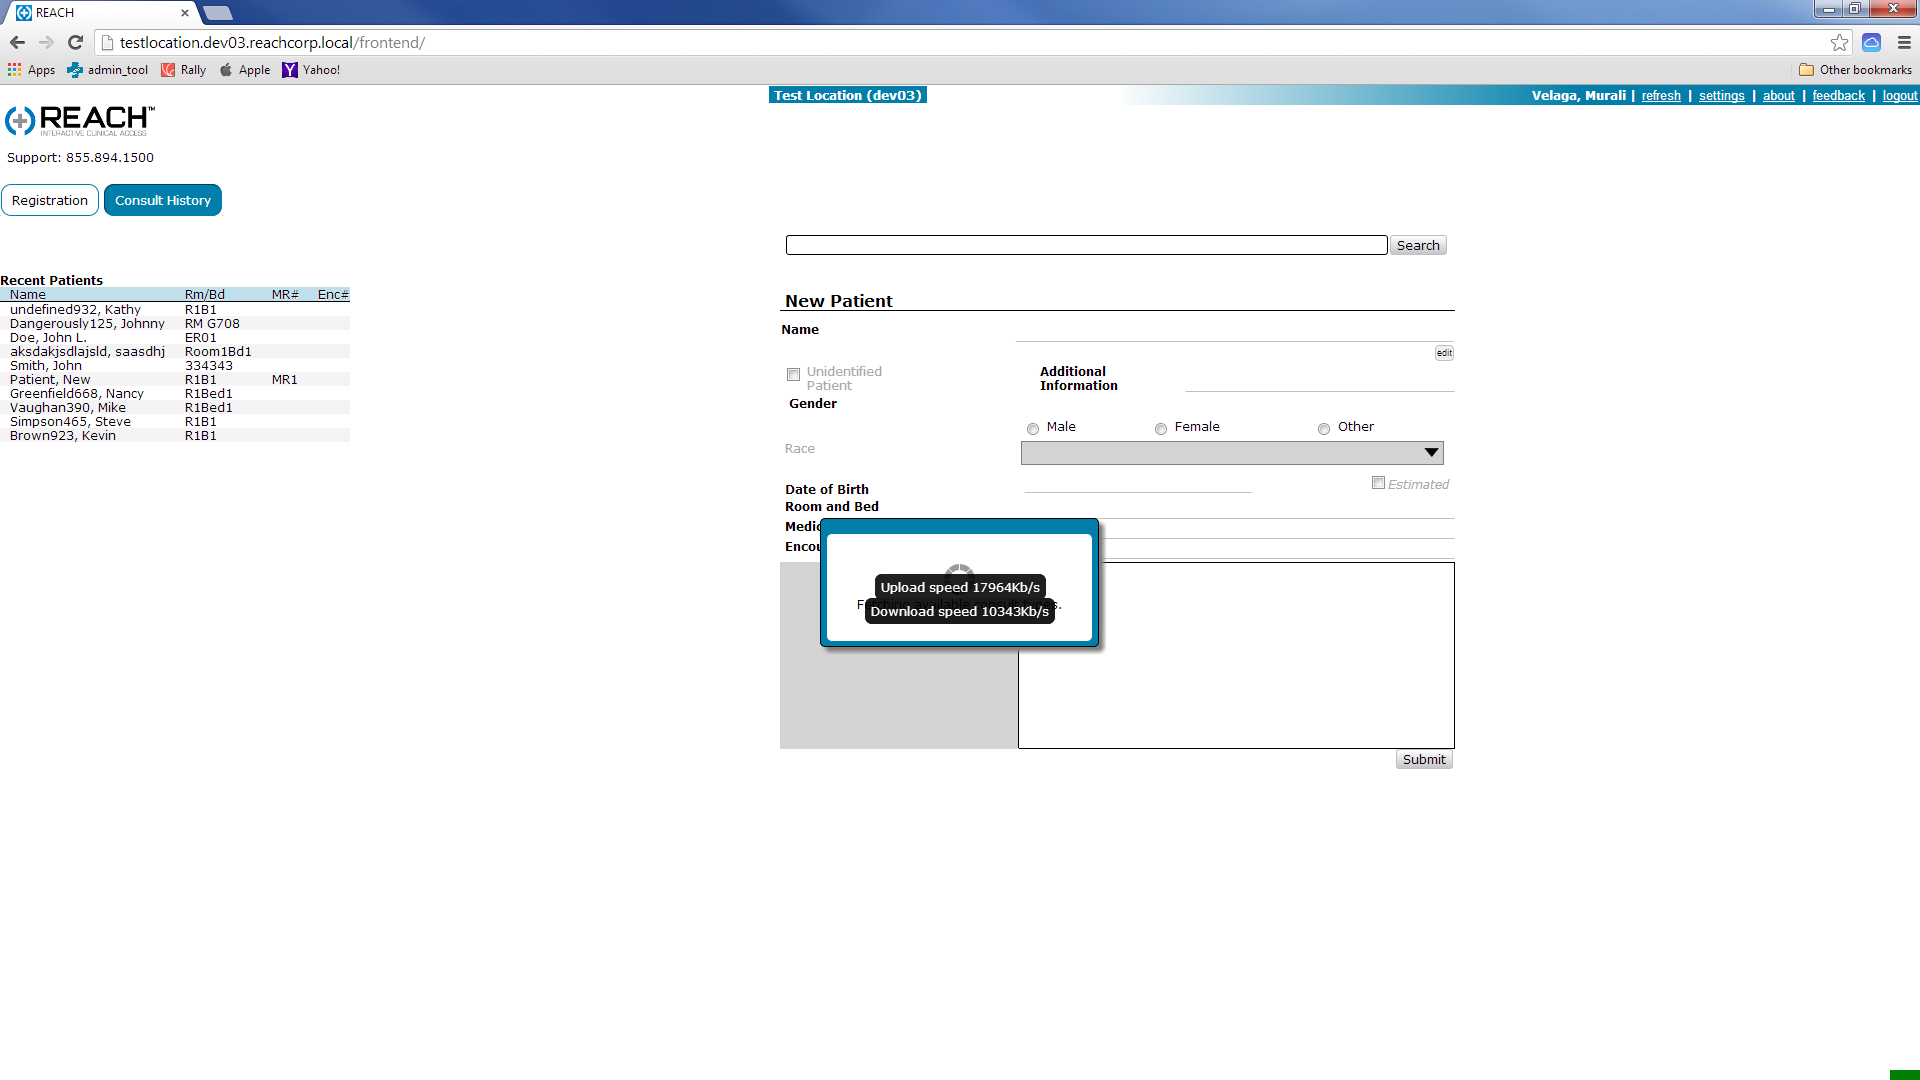 REACH
testlocation.dev03.reachcorp.local/frontend/
Apps admin_tool Rally Apple Yahoo! Other bookmarks
Test Location (dev03) Velaga, Murali | refresh | settings | about | feedback | logout
REACH™
INTERACTIVE CLINICAL ACCESS
Support: 855.894.1500
Registration Consult History
Search
Recent Patients
Name Rm/Bd MR# Enc#
undefined932, Kathy R1B1
Dangerously125, Johnny RM G708
Doe, John L. ER01
aksdakjsdlajsld, saasdhj Room1Bd1
Smith, John 334343
Patient, New R1B1 MR1
Greenfield668, Nancy R1Bed1
Vaughan390, Mike R1Bed1
Simpson465, Steve R1B1
Brown923, Kevin R1B1
New Patient
Name
edit
Unidentified
Patient
Additional
Information
Gender
Male Female Other
Race
Date of Birth
Estimated
Room and Bed
Upload speed 17964Kb/s
Download speed 10343Kb/s
Submit